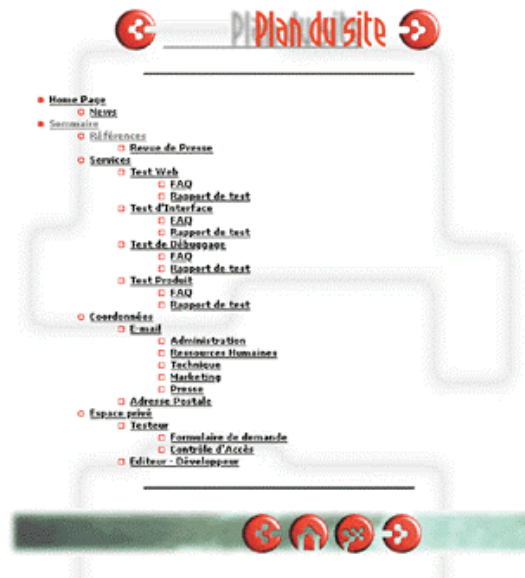 Plan du site
Home Page
News
Sommaire
Références
Revue de Presse
Services
Test Web
FAQ
Rapport de test
Test d'Interface
FAQ
Rapport de test
Test de Débuggage
FAQ
Rapport de test
Test Produit
FAQ
Rapport de test
Coordonnées
E-mail
Administration
Ressources Humaines
Technique
Marketing
Presse
Adresse Postale
Espace privé
Testeur
Formulaire de demande
Contrôle d'Accès
Editeur - Développeur